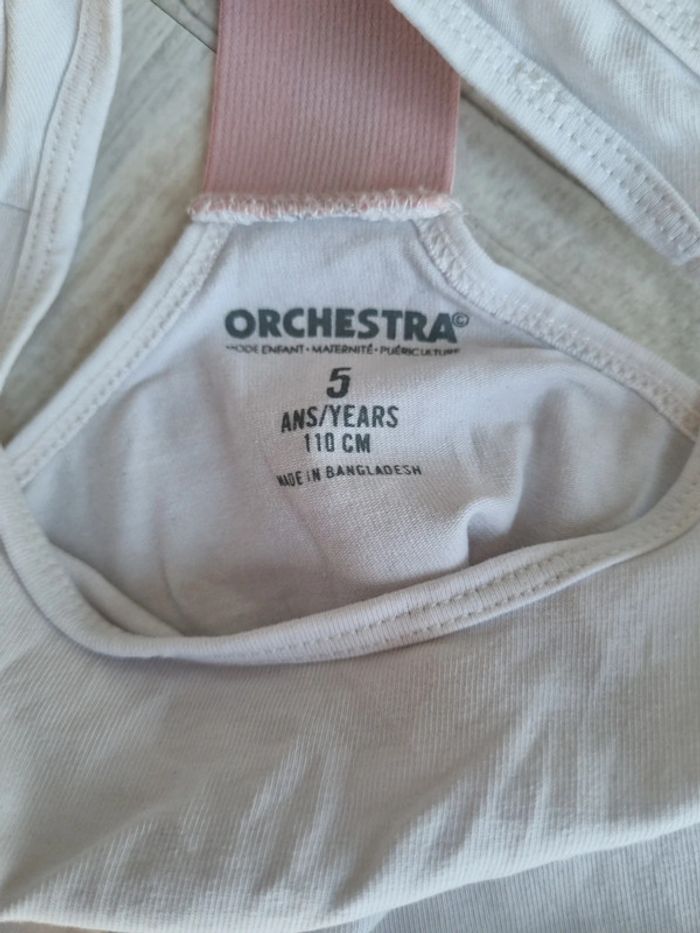 ORCHESTRA©
MODE ENFANT • MATERNITÉ • PUÉRICULTURE
5
ANS/YEARS
110 CM
MADE IN BANGLADESH